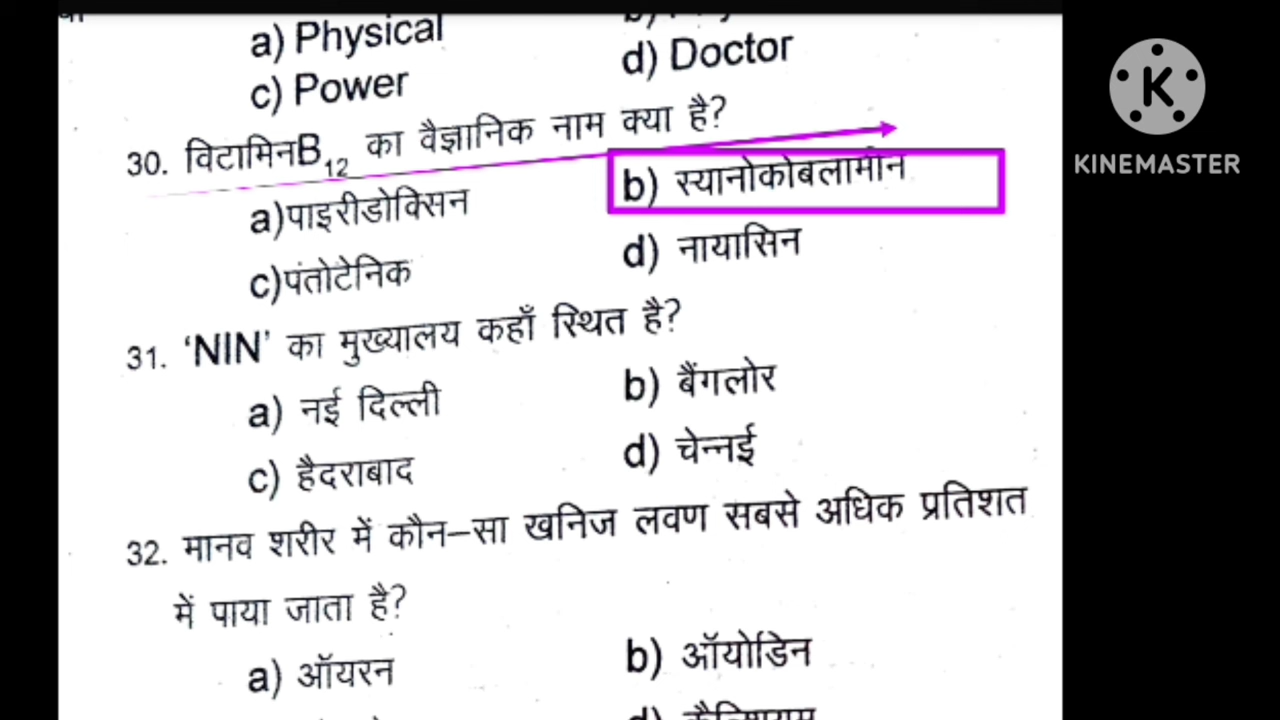 a) Physical
c) Power
d) Doctor
30. विटामिनB12 का वैज्ञानिक नाम क्या है?
a)पाइरीडोक्सिन
b) स्यानोकोबलामीन
c)पंतोटेनिक
d) नायासिन
31. ‘NIN’ का मुख्यालय कहाँ स्थित है?
a) नई दिल्ली
b) बैंगलोर
c) हैदराबाद
d) चेन्नई
32. मानव शरीर में कौन–सा खनिज लवण सबसे अधिक प्रतिशत
में पाया जाता है?
a) ऑयरन
b) ऑयोडिन
d) कैल्शियम
K
KINEMASTER